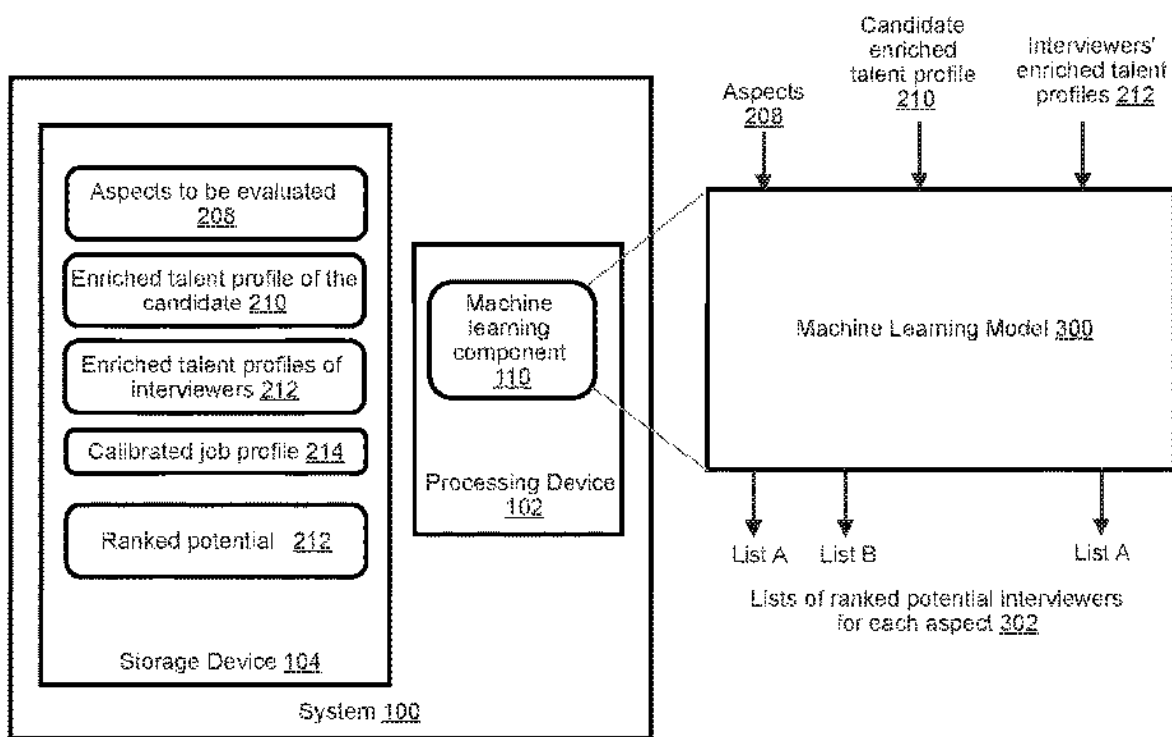 Candidate
enriched
talent profile
210
Interviewers'
enriched talent
profiles 212
Aspects
208
Aspects to be evaluated
208
Enriched talent profile of the
candidate 210
Enriched talent profiles of
interviewers 212
Calibrated job profile 214
Ranked potential 212
Storage Device 104
Machine
learning
component
110
Processing Device
102
System 100
Machine Learning Model 300
List A
List B
List A
Lists of ranked potential interviewers
for each aspect 302